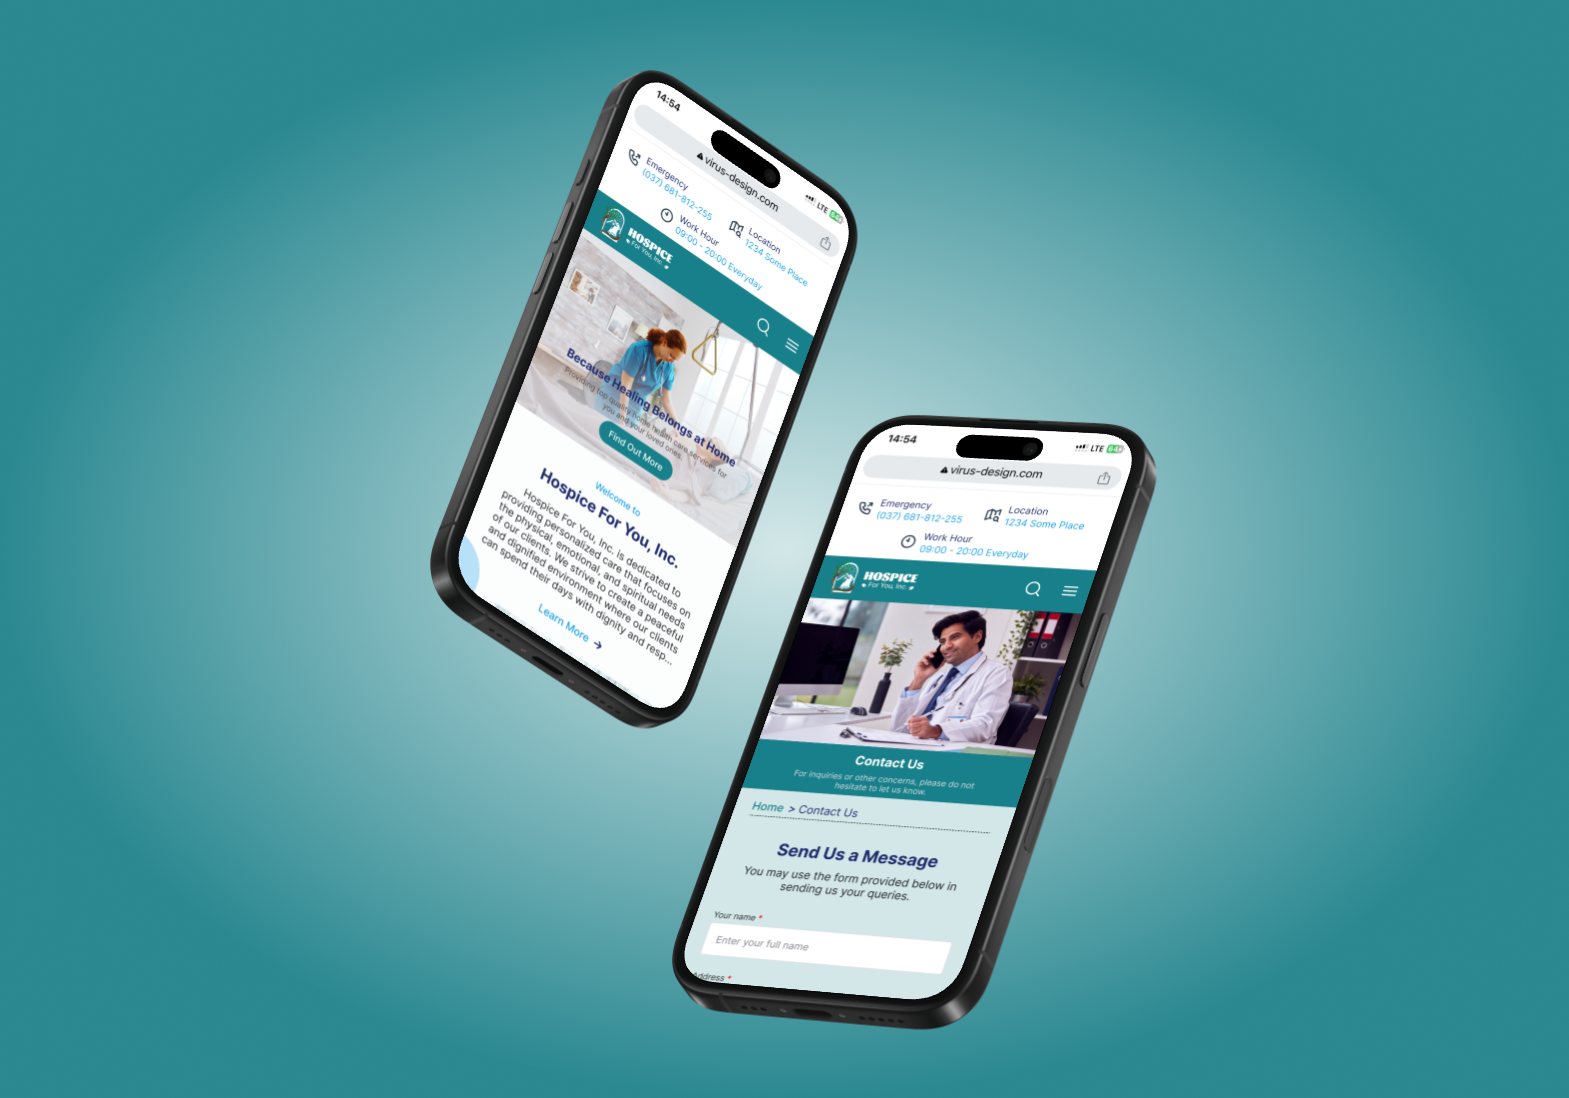 14:54
LTE
virus-design.com
Emergency
(037) 681-812-255
Location
1234 Some Place
Work Hour
09:00 - 20:00 Everyday
HOSPICE
For You, Inc.
Because Healing Belongs at Home
Providing top quality home health care services for
you and your loved ones.
Find Out More
Welcome to
Hospice For You, Inc.
Hospice For You, Inc. is dedicated to
providing personalized care that focuses on
the physical, emotional, and spiritual needs
of our clients. We strive to create a peaceful
and dignified environment where our clients
can spend their days with dignity and resp...
Learn More
14:54
LTE
virus-design.com
Emergency
(037) 681-812-255
Location
1234 Some Place
Work Hour
09:00 - 20:00 Everyday
HOSPICE
For You, Inc.
Contact Us
For inquiries or other concerns, please do not
hesitate to let us know.
Home > Contact Us
Send Us a Message
You may use the form provided below in
sending us your queries.
Your name *
Enter your full name
Address *